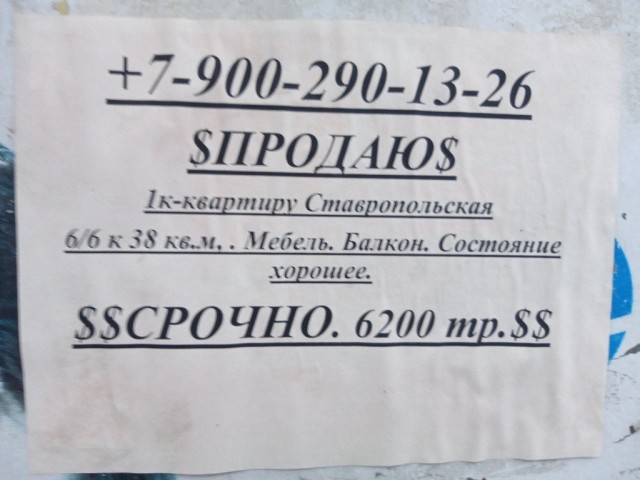 +7-900-290-13-26
$ПРОДАЮ$
1к-квартиру Ставропольская
6/6 к 38 кв.м, . Мебель. Балкон. Состояние
хорошее.
$$СРОЧНО. 6200 тр.$$